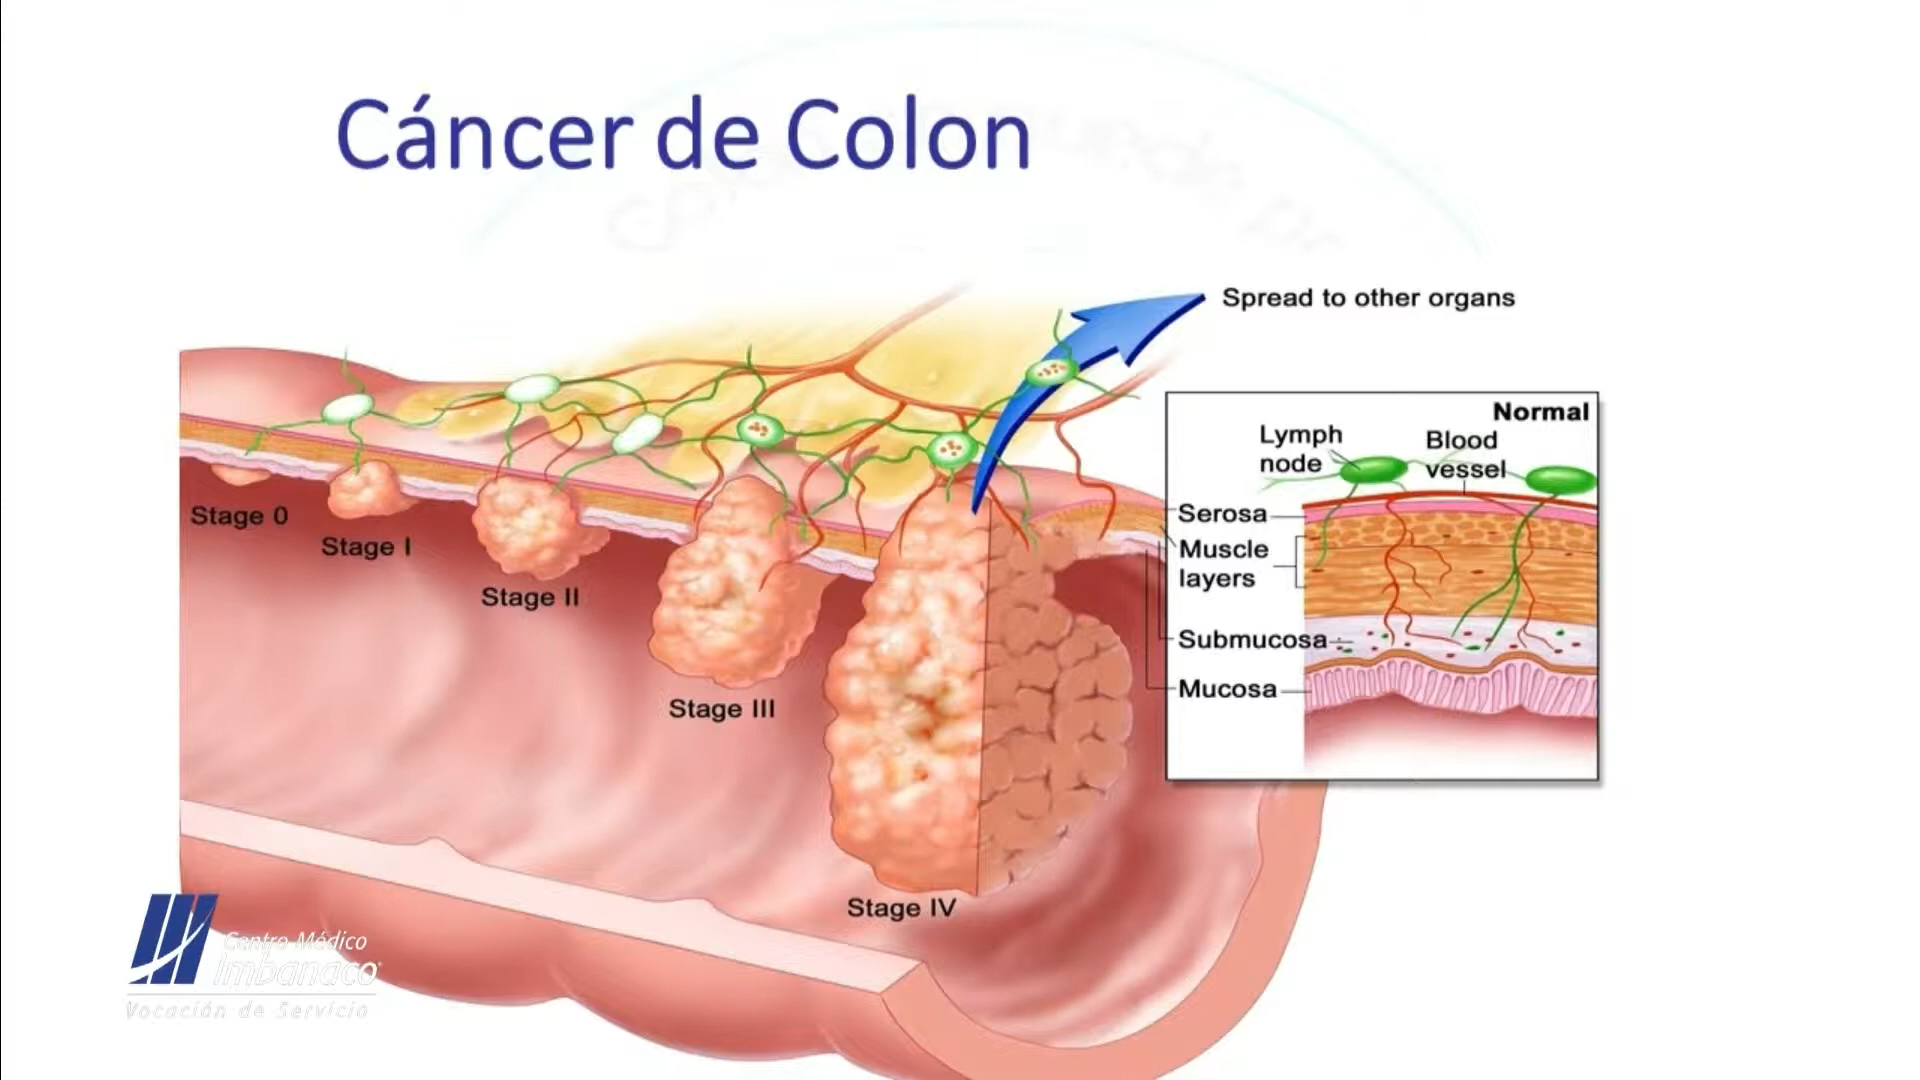 Cáncer de Colon
Spread to other organs
Normal
Lymph
node
Blood
vessel
Serosa
Muscle
layers
Submucosa
Mucosa
Stage 0
Stage I
Stage II
Stage III
Stage IV
Centro Médico
Imbanaco
Vocación de Servicio